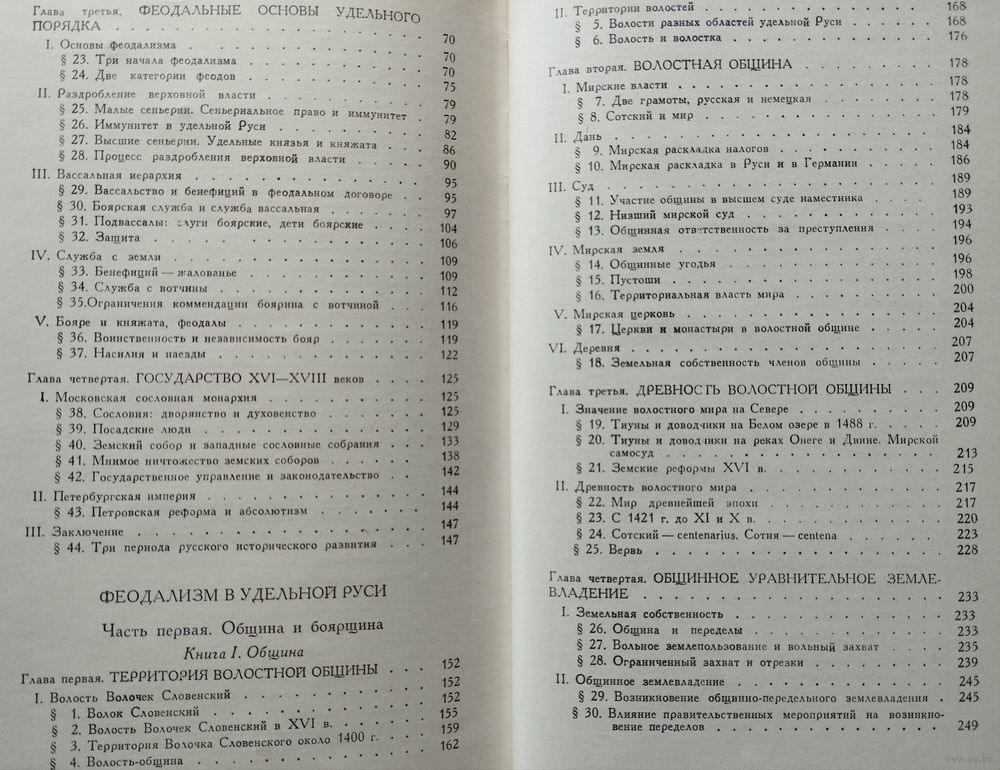 Глава третья. ФЕОДАЛЬНЫЕ ОСНОВЫ УДЕЛЬНОГО
ПОРЯДКА . . . . . . . . . . . . . . . . 70
I. Основы феодализма . . . . . . . . . . . . 70
§ 23. Три начала феодализма . . . . . . . . . 70
§ 24. Две категории феодов . . . . . . . . . 75
II. Раздробление верховной власти . . . . . . . . 79
§ 25. Малые сеньерии. Сеньериальное право и иммунитет 79
§ 26. Иммунитет в удельной Руси . . . . . . . 82
§ 27. Высшие сеньерии. Удельные князья и княжата . . 86
§ 28. Процесс раздробления верховной власти . . . . 90
III. Вассальная иерархия . . . . . . . . . . . 95
§ 29. Вассальство и бенефиций в феодальном договоре . . 95
§ 30. Боярская служба и служба вассальная . . . . 97
§ 31. Подвассалы: слуги боярские, дети боярские . . . 104
§ 32. Защита . . . . . . . . . . . . . 106
IV. Служба с земли . . . . . . . . . . . . 109
§ 33. Бенефиций — жалованье . . . . . . . . 109
§ 34. Служба с вотчины . . . . . . . . . . 112
§ 35.Ограничения коммендации боярина с вотчиной . . 116
V. Бояре и княжата, феодалы . . . . . . . . . 119
§ 36. Воинственность и независимость бояр . . . . . 119
§ 37. Насилия и наезды . . . . . . . . . . 122
Глава четвертая. ГОСУДАРСТВО XVI—XVIII веков . . . . 125
I. Московская сословная монархия . . . . . . . . 125
§ 38. Сословия: дворянство и духовенство . . . . . 125
§ 39. Посадские люди . . . . . . . . . . . 129
§ 40. Земский собор и западные сословные собрания . . 133
§ 41. Мнимое ничтожество земских соборов . . . . . 138
§ 42. Государственное управление и законодательство . . 142
II. Петербургская империя . . . . . . . . . . 144
§ 43. Петровская реформа и абсолютизм . . . . . 144
III. Заключение . . . . . . . . . . . . . . 147
§ 44. Три периода русского исторического развития . . . 147
ФЕОДАЛИЗМ В УДЕЛЬНОЙ РУСИ
Часть первая. Община и боярщина
Книга I. Община
Глава первая. ТЕРРИТОРИЯ ВОЛОСТНОЙ ОБЩИНЫ . . . 152
I. Волость Волочек Словенский . . . . . . . . . 152
§ 1. Волок Словенский . . . . . . . . . . 152
§ 2. Волость Волочек Словенский в XVI в. . . . . 155
§ 3. Территория Волочка Словенского около 1400 г. . . 159
§ 4. Волость-община . . . . . . . . . . . 162
II. Территории волостей . . . . . . . . . . . 168
§ 5. Волости разных областей удельной Руси . . . . 168
§ 6. Волость и волостка . . . . . . . . . . 176
Глава вторая. ВОЛОСТНАЯ ОБЩИНА . . . . . . . . 178
I. Мирские власти . . . . . . . . . . . . . 178
§ 7. Две грамоты, русская и немецкая . . . . . . 178
§ 8. Сотский и мир . . . . . . . . . . . 179
II. Дань . . . . . . . . . . . . . . . . 184
§ 9. Мирская раскладка налогов . . . . . . . . 184
§ 10. Мирская раскладка в Руси и в Германии . . . . 186
III. Суд . . . . . . . . . . . . . . . . 189
§ 11. Участие общины в высшем суде наместника . . . 189
§ 12. Низший мирской суд . . . . . . . . . . 193
§ 13. Общинная ответственность за преступления . . . . 194
IV. Мирская земля . . . . . . . . . . . . . 196
§ 14. Общинные угодья . . . . . . . . . . . 196
§ 15. Пустоши . . . . . . . . . . . . . 198
§ 16. Территориальная власть мира . . . . . . . 200
V. Мирская церковь . . . . . . . . . . . . 204
§ 17. Церкви и монастыри в волостной общине . . . . 204
VI. Деревня . . . . . . . . . . . . . . . 207
§ 18. Земельная собственность членов общины . . . . 207
Глава третья. ДРЕВНОСТЬ ВОЛОСТНОЙ ОБЩИНЫ . . . 209
I. Значение волостного мира на Севере . . . . . . . 209
§ 19. Тиуны и доводчики на Белом озере в 1488 г. . . . 209
§ 20. Тиуны и доводчики на реках Онеге и Двине. Мирской
самосуд . . . . . . . . . . . . . . 213
§ 21. Земские реформы XVI в. . . . . . . . . . 215
II. Древность волостного мира . . . . . . . . . . 217
§ 22. Мир древнейшей эпохи . . . . . . . . . 217
§ 23. С 1421 г. до XI и X в. . . . . . . . . . 220
§ 24. Сотский — centenarius. Сотня — centena . . . . . 223
§ 25. Вервь . . . . . . . . . . . . . . 228
Глава четвертая. ОБЩИННОЕ УРАВНИТЕЛЬНОЕ ЗЕМЛЕ-
ВЛАДЕНИЕ . . . . . . . . . . . . . . . 233
I. Земельная собственность . . . . . . . . . . 233
§ 26. Община и переделы . . . . . . . . . . 233
§ 27. Вольное землепользование и вольный захват . . . 235
§ 28. Ограниченный захват и отрезки . . . . . . . 239
II. Общинное землевладение . . . . . . . . . . 245
§ 29. Возникновение общинно-передельного землевладения . 245
§ 30. Влияние правительственных мероприятий на возникно-
вение переделов . . . . . . . . . . . . 249
www.ay.by